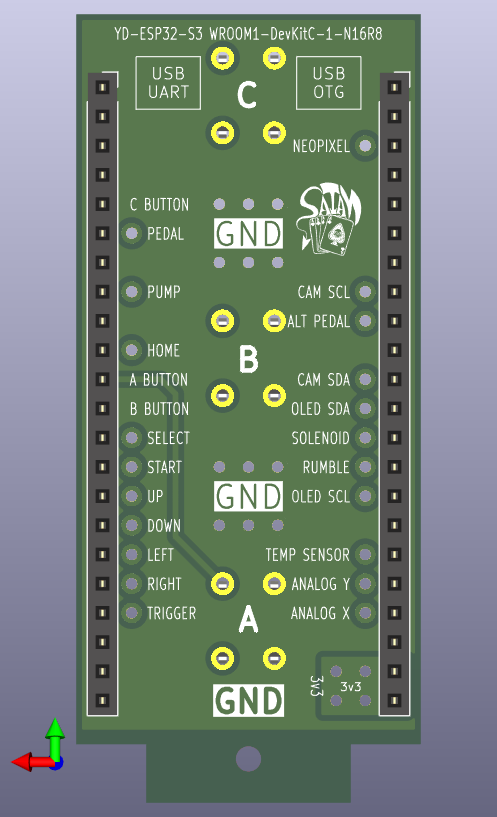 YD-ESP32-S3 WROOM1-DevKitC-1-N16R8
USB
UART
USB
OTG
C
NEOPIXEL
C BUTTON
SATAM
PEDAL
GND
PUMP
CAM SCL
ALT PEDAL
HOME
B
A BUTTON
CAM SDA
B BUTTON
OLED SDA
SELECT
SOLENOID
START
RUMBLE
UP
GND
OLED SCL
DOWN
LEFT
TEMP SENSOR
RIGHT
ANALOG Y
TRIGGER
A
ANALOG X
3v3
3v3
GND